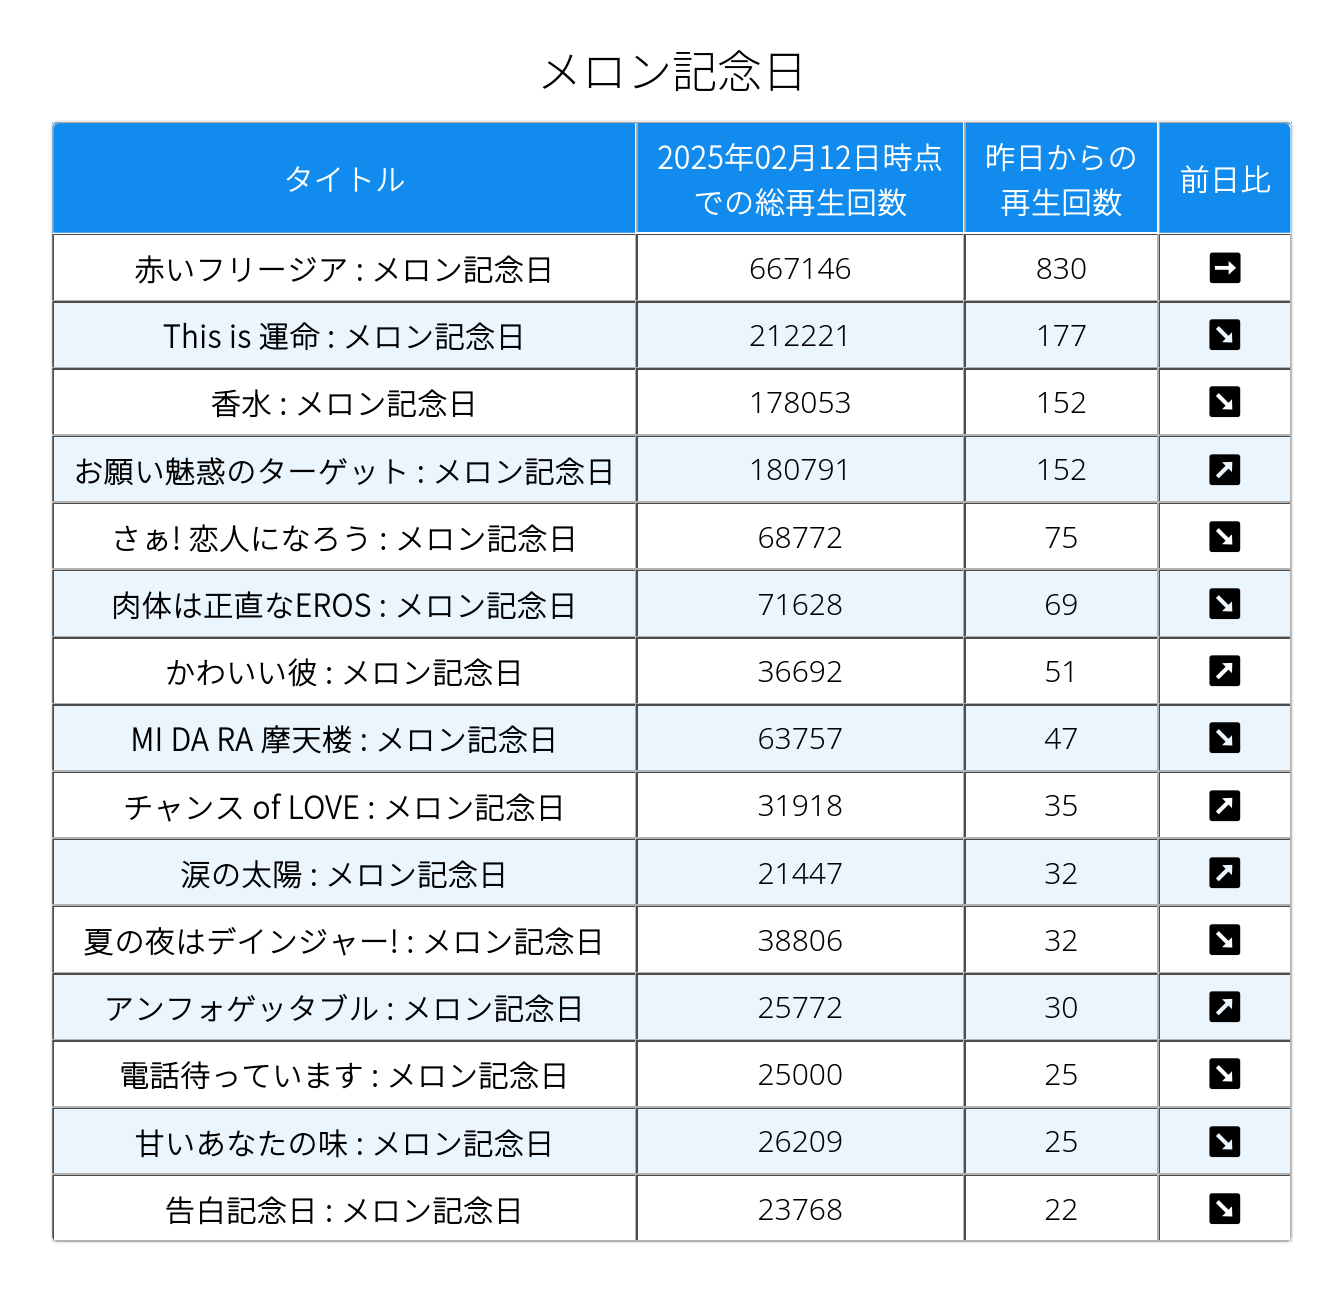 メロン記念日
タイトル
2025年02月12日時点
での総再生回数
昨日からの
再生回数
前日比
赤いフリージア : メロン記念日 667146 830 ➡
This is 運命 : メロン記念日 212221 177 ↘
香水 : メロン記念日 178053 152 ↘
お願い魅惑のターゲット : メロン記念日 180791 152 ↗
さぁ! 恋人になろう : メロン記念日 68772 75 ↘
肉体は正直なEROS : メロン記念日 71628 69 ↘
かわいい彼 : メロン記念日 36692 51 ↗
MI DA RA 摩天楼 : メロン記念日 63757 47 ↘
チャンス of LOVE : メロン記念日 31918 35 ↗
涙の太陽 : メロン記念日 21447 32 ↗
夏の夜はデインジャー! : メロン記念日 38806 32 ↘
アンフォゲッタブル : メロン記念日 25772 30 ↗
電話待っています : メロン記念日 25000 25 ↘
甘いあなたの味 : メロン記念日 26209 25 ↘
告白記念日 : メロン記念日 23768 22 ↘